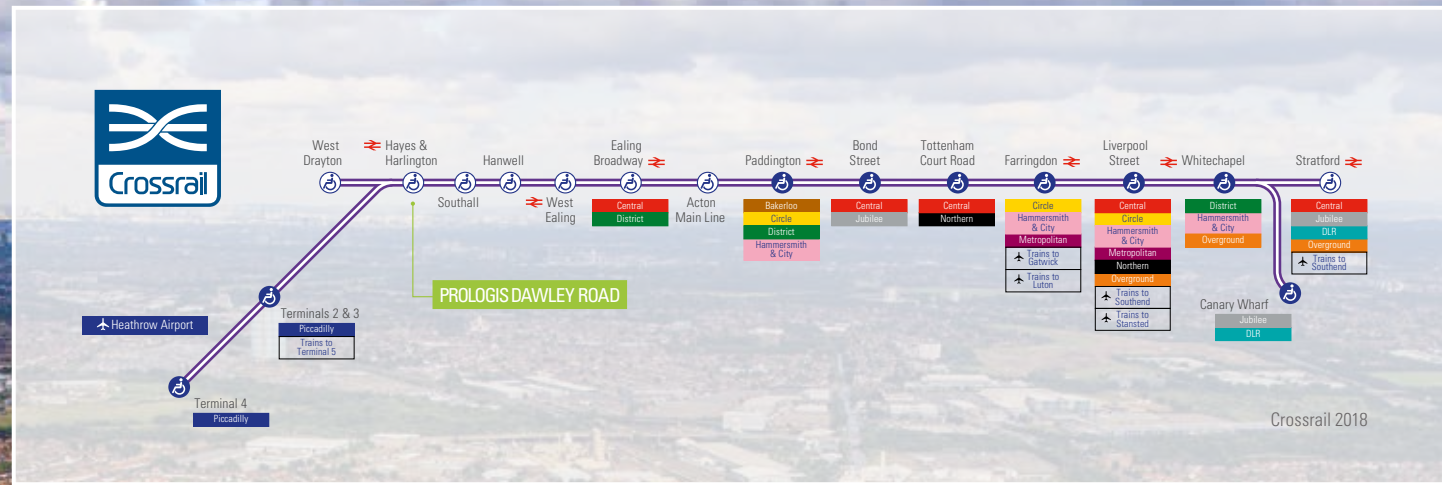 Crossrail
West
Drayton
Hayes &
Harlington
Southall
Hanwell
West
Ealing
Ealing
Broadway
Central
District
Acton
Main Line
Paddington
Bakerloo
Circle
District
Hammersmith
& City
Bond
Street
Central
Jubilee
Tottenham
Court Road
Central
Northern
Farringdon
Circle
Hammersmith
& City
Metropolitan
Trains to
Gatwick
Trains to
Luton
Liverpool
Street
Central
Circle
Hammersmith
& City
Metropolitan
Northern
Overground
Trains to
Southend
Trains to
Stansted
Whitechapel
District
Hammersmith
& City
Overground
Stratford
Central
Jubilee
DLR
Overground
Trains to
Southend
Canary Wharf
Jubilee
DLR
PROLOGIS DAWLEY ROAD
Heathrow Airport
Terminals 2 & 3
Piccadilly
Trains to
Terminal 5
Terminal 4
Piccadilly
Crossrail 2018